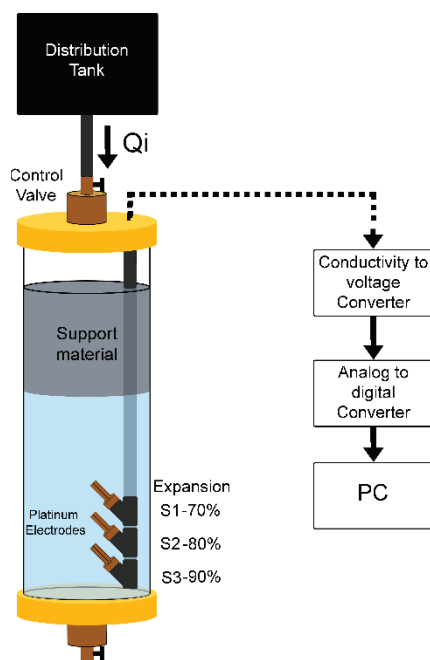 Distribution
Tank
Qi
Control
Valve
Conductivity to
voltage
Converter
Support
material
Analog to
digital
Converter
Expansion
PC
Platinum
Electrodes
S1-70%
S2-80%
S3-90%